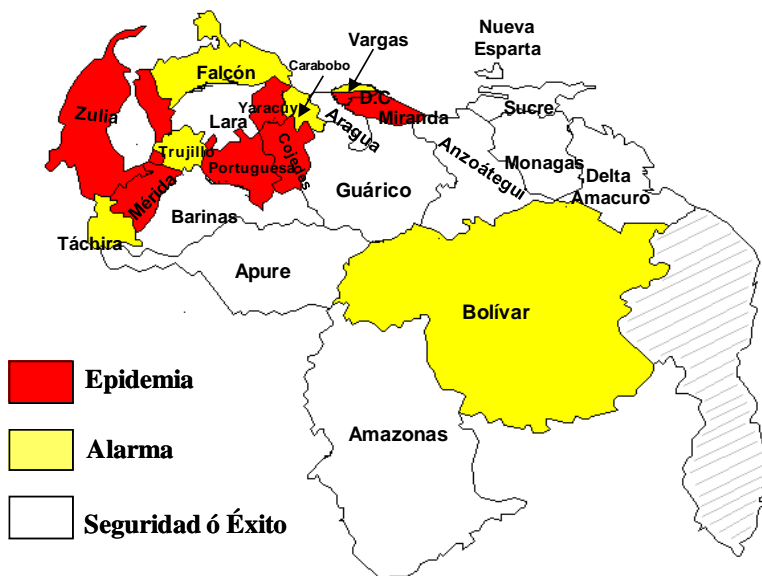 Nueva
Esparta
Vargas
Carabobo
Falcón
D.C
Sucre
Zulia
Yaracuy
Miranda
Lara
Aragua
Trujillo
Anzoátegui
Monagas
Portuguesa
Cojedes
Delta
Amacuro
Guárico
Mérida
Barinas
Táchira
Apure
Bolívar
Epidemia
Amazonas
Alarma
Seguridad ó Éxito